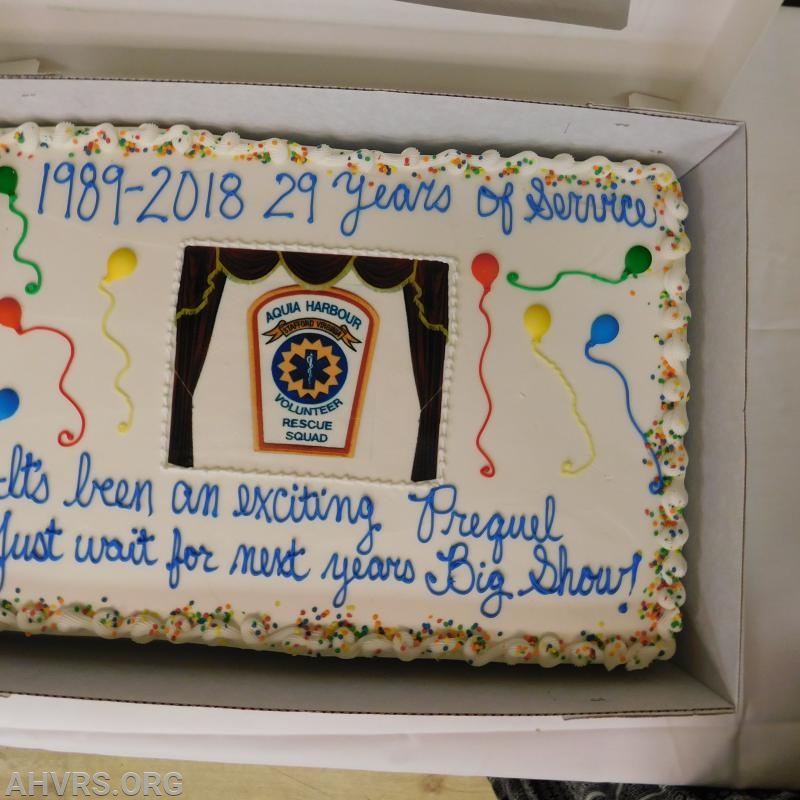 1989-2018 29 Years of Service
AQUIA HARBOUR
STAFFORD VIRGINIA
VOLUNTEER
RESCUE
SQUAD
It's been an exciting Prequel
Just wait for next years Big Show!
AHVRS.ORG